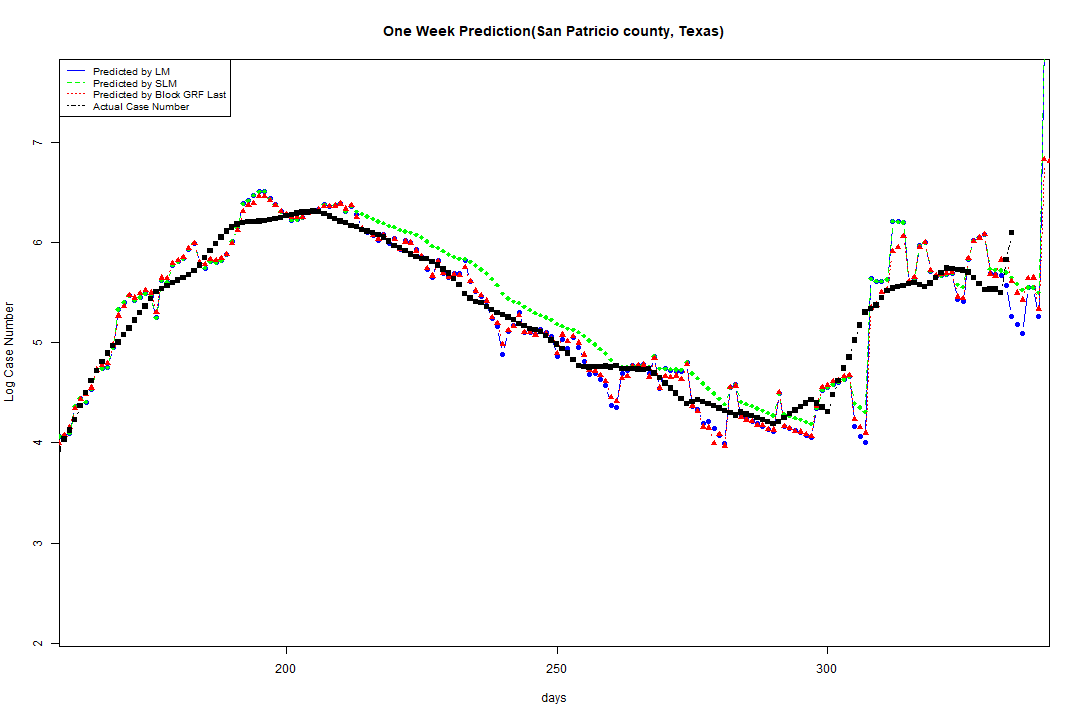 One Week Prediction(San Patricio county, Texas)
Predicted by LM
Predicted by SLM
Predicted by Block GRF Last
Actual Case Number
7
6
5
4
3
2
Log Case Number
200
250
300
days